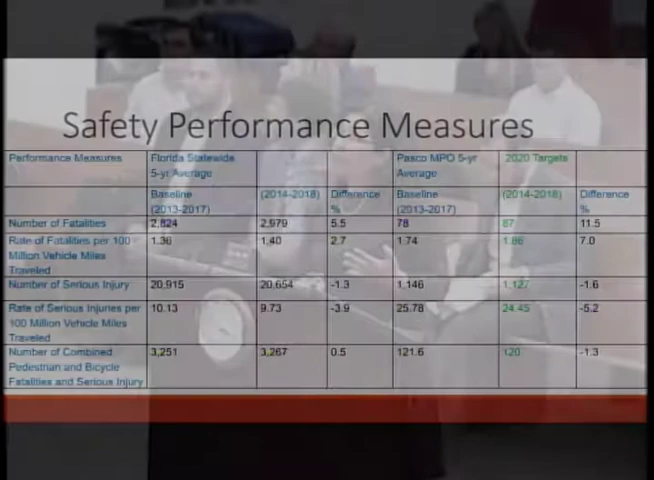 Safety Performance Measures
Performance Measures Florida Statewide Pasco MPO 5-yr 2020 Targets
5-yr Average Average
Baseline (2014-2018) Difference Baseline (2014-2018) Difference
(2013-2017) % (2013-2017) %
Number of Fatalities 2,824 2,979 5.5 78 87 11.5
Rate of Fatalities per 100 1.36 1.40 2.7 1.74 1.86 7.0
Million Vehicle Miles
Traveled
Number of Serious Injury 20,915 20,654 -1.3 1,146 1,127 -1.6
Rate of Serious Injuries per 10.13 9.73 -3.9 25.78 24.45 -5.2
100 Million Vehicle Miles
Traveled
Number of Combined 3,251 3,267 0.5 121.6 120 -1.3
Pedestrian and Bicycle
Fatalities and Serious Injury